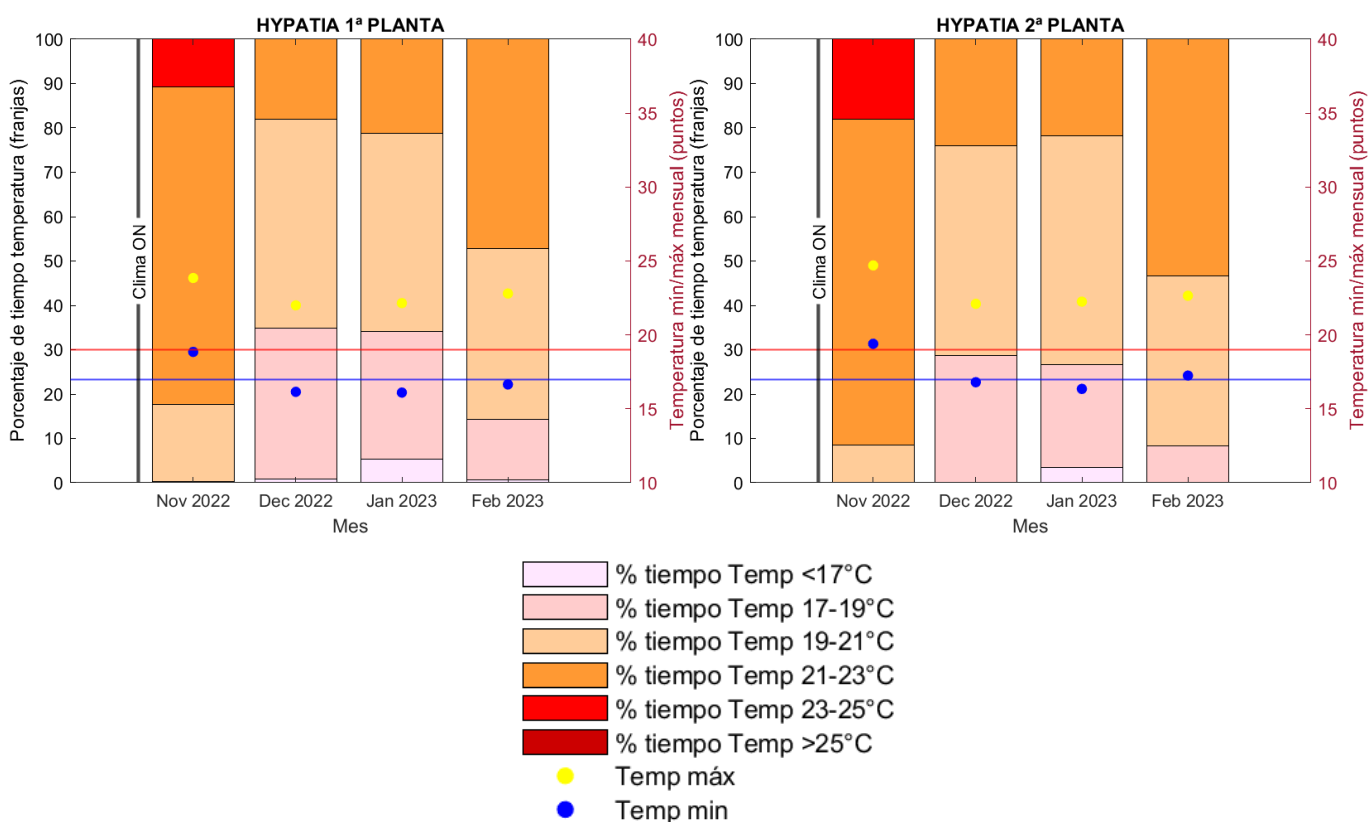 HYPATIA 1ª PLANTA
Porcentaje de tiempo temperatura (franjas)
100
90
80
70
60
50
40
30
20
10
0
Clima ON
40
35
30
25
20
15
10
Temperatura mín/máx mensual (puntos)
Nov 2022 Dec 2022 Jan 2023 Feb 2023
Mes
HYPATIA 2ª PLANTA
Porcentaje de tiempo temperatura (franjas)
100
90
80
70
60
50
40
30
20
10
0
Clima ON
40
35
30
25
20
15
10
Temperatura mín/máx mensual (puntos)
Nov 2022 Dec 2022 Jan 2023 Feb 2023
Mes
% tiempo Temp <17°C
% tiempo Temp 17-19°C
% tiempo Temp 19-21°C
% tiempo Temp 21-23°C
% tiempo Temp 23-25°C
% tiempo Temp >25°C
Temp máx
Temp min